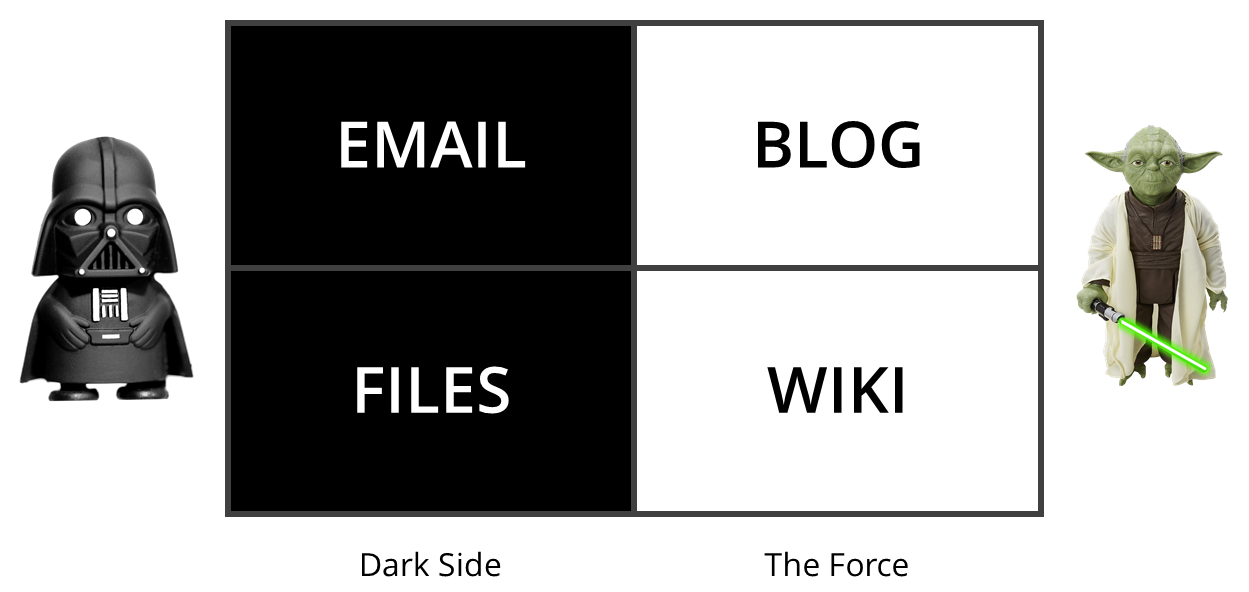 EMAIL
BLOG
FILES
WIKI
Dark Side
The Force